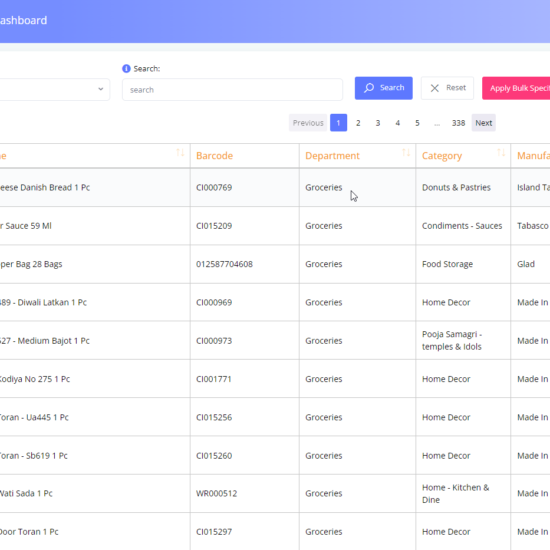 ashboard
Search:
search
Search
Reset
Apply Bulk Specif
Previous 1 2 3 4 5 ... 338 Next
ne Barcode Department Category Manufa
eese Danish Bread 1 Pc CI000769 Groceries Donuts & Pastries Island Ta
r Sauce 59 Ml CI015209 Groceries Condiments - Sauces Tabasco
per Bag 28 Bags 012587704608 Groceries Food Storage Glad
489 - Diwali Latkan 1 Pc CI000969 Groceries Home Decor Made In
527 - Medium Bajot 1 Pc CI000973 Groceries Pooja Samagri - Made In
temples & Idols
Kodiya No 275 1 Pc CI001771 Groceries Home Decor Made In
Toran - Ua445 1 Pc CI015256 Groceries Home Decor Made In
Toran - Sb619 1 Pc CI015260 Groceries Home Decor Made In
Wati Sada 1 Pc WR000512 Groceries Home - Kitchen & Made In
Dine
Door Toran 1 Pc CI015297 Groceries Home Decor Made In